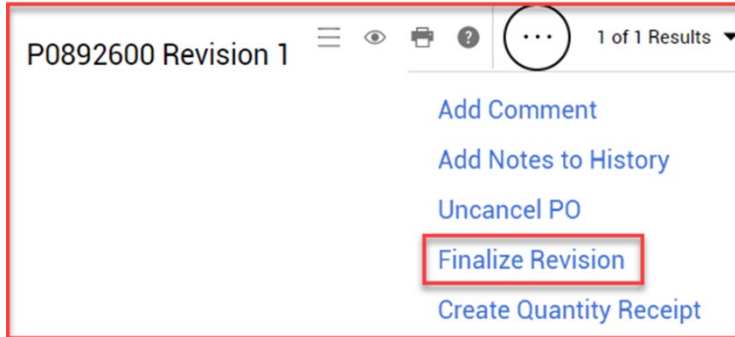 P0892600 Revision 1
? ... 1 of 1 Results
Add Comment
Add Notes to History
Uncancel PO
Finalize Revision
Create Quantity Receipt